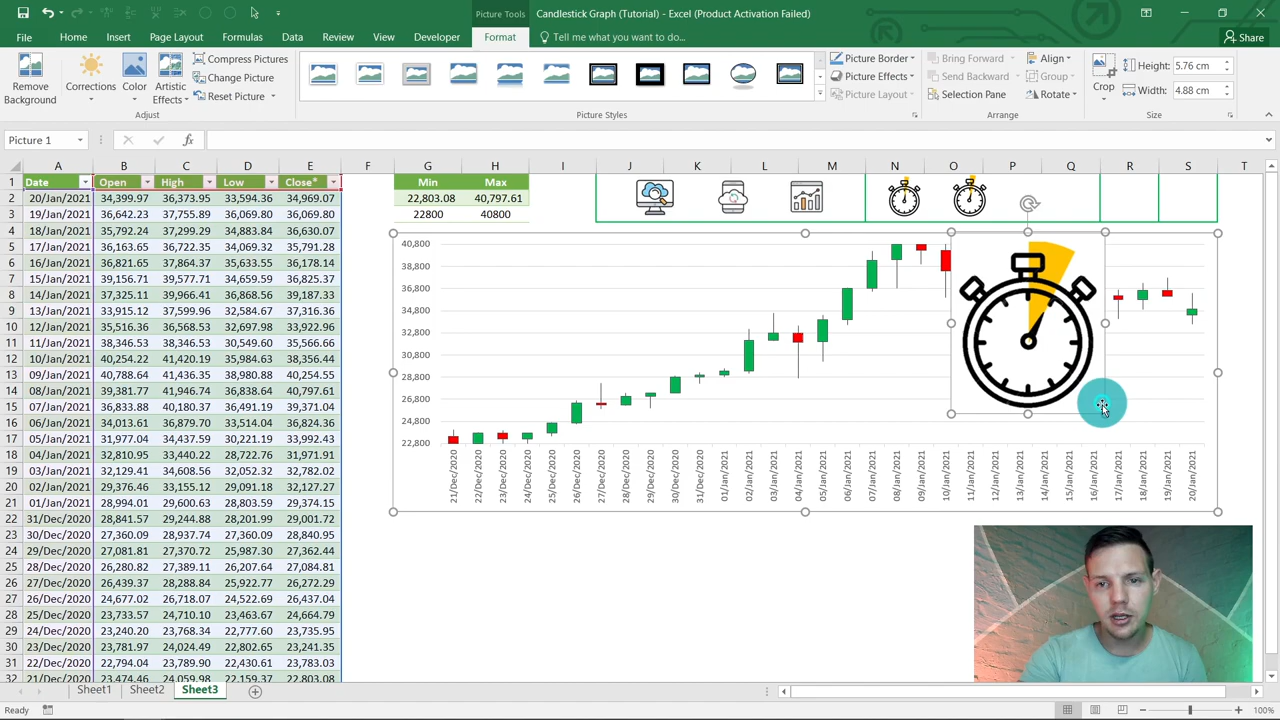 Picture Tools
Candlestick Graph (Tutorial) - Excel (Product Activation Failed)
File Home Insert Page Layout Formulas Data Review View Developer Format Tell me what you want to do... Share
Remove Background
Corrections
Color
Artistic Effects
Compress Pictures
Change Picture
Reset Picture
Adjust
Picture Styles
Picture Border
Picture Effects
Picture Layout
Bring Forward
Send Backward
Selection Pane
Align
Group
Rotate
Arrange
Crop
Height: 5.76 cm
Width: 4.88 cm
Size
Picture 1
fx
A B C D E F G H I J K L M N O P Q R S T
1 Date Open High Low Close*
2 20/Jan/2021 34,399.97 36,373.95 33,594.36 34,969.07
3 19/Jan/2021 36,642.23 37,755.89 36,069.80 36,069.80
4 18/Jan/2021 35,792.24 37,299.29 34,883.84 36,630.07
5 17/Jan/2021 36,163.65 36,722.35 34,069.32 35,791.28
6 16/Jan/2021 36,821.65 37,864.37 35,633.55 36,178.14
7 15/Jan/2021 39,156.71 39,577.71 34,659.59 36,825.37
8 14/Jan/2021 37,325.11 39,966.41 36,868.56 39,187.33
9 13/Jan/2021 33,915.12 37,599.96 32,584.67 37,316.36
10 12/Jan/2021 35,516.36 36,568.53 32,697.98 33,922.96
11 11/Jan/2021 38,346.53 38,346.53 30,549.60 35,566.66
12 10/Jan/2021 40,254.22 41,420.19 35,984.63 38,356.44
13 09/Jan/2021 40,788.64 41,436.35 38,980.88 40,254.55
14 08/Jan/2021 39,381.77 41,946.74 36,838.64 40,797.61
15 07/Jan/2021 36,833.88 40,180.37 36,491.19 39,371.04
16 06/Jan/2021 34,013.61 36,879.70 33,514.04 36,824.36
17 05/Jan/2021 31,977.04 34,437.59 30,221.19 33,992.43
18 04/Jan/2021 32,810.95 33,440.22 28,722.76 31,971.91
19 03/Jan/2021 32,129.41 34,608.56 32,052.32 32,782.02
20 02/Jan/2021 29,376.46 33,155.12 29,091.18 32,127.27
21 01/Jan/2021 28,994.01 29,600.63 28,803.59 29,374.15
22 31/Dec/2020 28,841.57 29,244.88 28,201.99 29,001.72
23 30/Dec/2020 27,360.09 28,937.74 27,360.09 28,840.95
24 29/Dec/2020 27,081.81 27,370.72 25,987.30 27,362.44
25 28/Dec/2020 26,280.82 27,389.11 26,207.64 27,084.81
26 27/Dec/2020 26,439.37 28,288.84 25,922.77 26,272.29
27 26/Dec/2020 24,677.02 26,718.07 24,522.69 26,437.04
28 25/Dec/2020 23,733.57 24,710.10 23,463.67 24,664.79
29 24/Dec/2020 23,240.20 23,768.34 22,777.60 23,735.95
30 23/Dec/2020 23,781.97 24,024.49 22,802.65 23,241.35
31 22/Dec/2020 22,794.04 23,789.90 22,430.61 23,783.03
32
Min Max
22,803.08 40,797.61
22800 40800
40,800
38,800
36,800
34,800
32,800
30,800
28,800
26,800
24,800
22,800
21/Dec/2020 22/Dec/2020 23/Dec/2020 24/Dec/2020 25/Dec/2020 26/Dec/2020 27/Dec/2020 28/Dec/2020 29/Dec/2020 30/Dec/2020 31/Dec/2020 01/Jan/2021 02/Jan/2021 03/Jan/2021 04/Jan/2021 05/Jan/2021 06/Jan/2021 07/Jan/2021 08/Jan/2021 09/Jan/2021 10/Jan/2021 11/Jan/2021 12/Jan/2021 13/Jan/2021 14/Jan/2021 15/Jan/2021 16/Jan/2021 17/Jan/2021 18/Jan/2021 19/Jan/2021 20/Jan/2021
Sheet1 Sheet2 Sheet3
Ready
100%